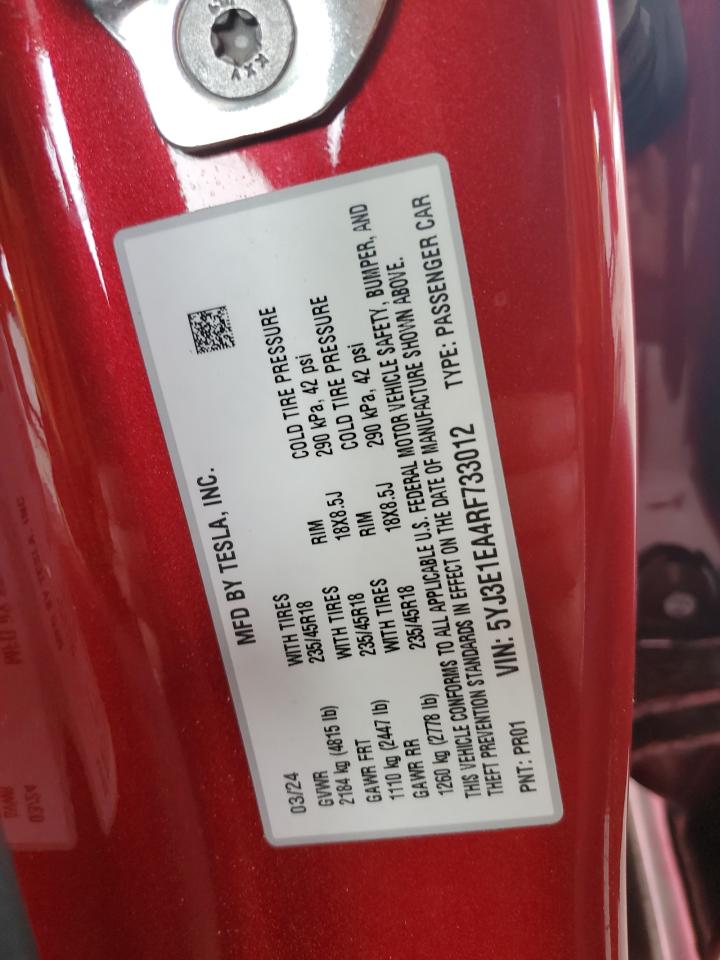 MFD BY TESLA, INC.
03/24
GVWR WITH TIRES RIM COLD TIRE PRESSURE
2184 kg (4815 lb) 235/45R18 18X8.5J 290 kPa, 42 psi
GAWR FRT WITH TIRES RIM COLD TIRE PRESSURE
1110 kg (2447 lb) 235/45R18 18X8.5J 290 kPa, 42 psi
GAWR RR WITH TIRES
1260 kg (2778 lb) 235/45R18
THIS VEHICLE CONFORMS TO ALL APPLICABLE U.S. FEDERAL MOTOR VEHICLE SAFETY, BUMPER, AND
THEFT PREVENTION STANDARDS IN EFFECT ON THE DATE OF MANUFACTURE SHOWN ABOVE.
PNT: PR01 VIN: 5YJ3E1EA4RF733012 TYPE: PASSENGER CAR